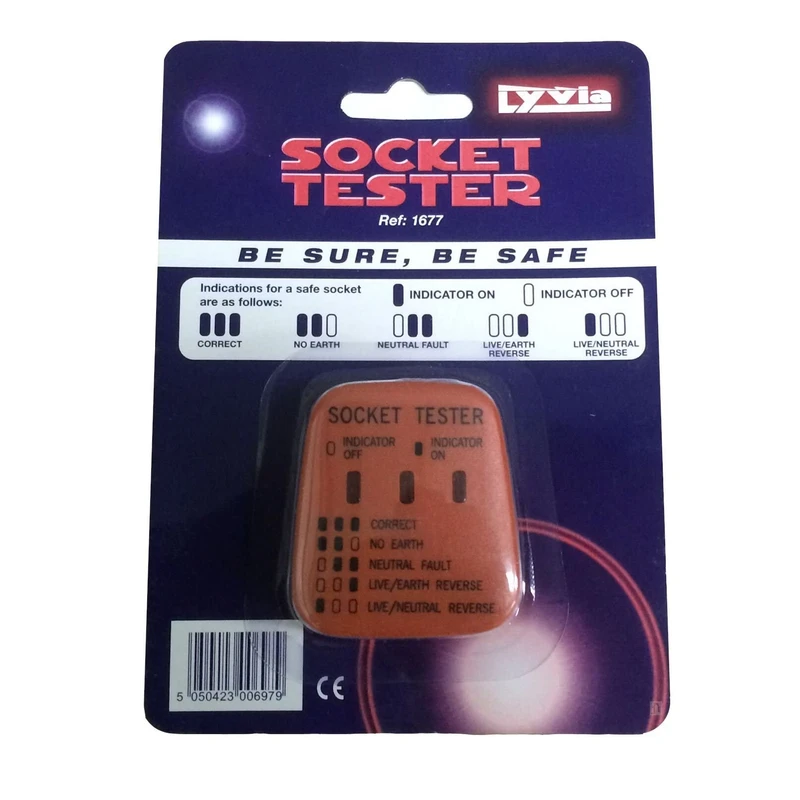 Lyvia
SOCKET
TESTER
Ref: 1677
BE SURE, BE SAFE
Indications for a safe socket
are as follows:
INDICATOR ON
INDICATOR OFF
CORRECT
NO EARTH
NEUTRAL FAULT
LIVE/EARTH
REVERSE
LIVE/NEUTRAL
REVERSE
SOCKET TESTER
INDICATOR
OFF
INDICATOR
ON
CORRECT
NO EARTH
NEUTRAL FAULT
LIVE/EARTH REVERSE
LIVE/NEUTRAL REVERSE
5 050423 006979
CE